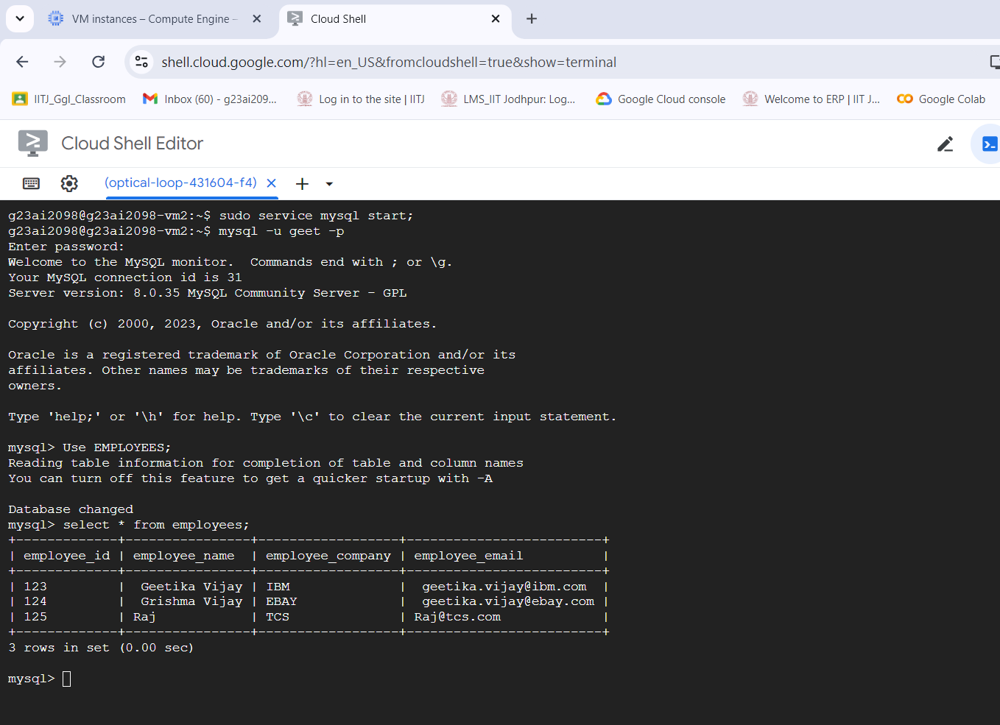 VM instances – Compute Engine –
Cloud Shell
shell.cloud.google.com/?hl=en_US&fromcloudshell=true&show=terminal
IITJ_Ggl_Classroom
Inbox (60) - g23ai209...
Log in to the site | IITJ
LMS_IIT Jodhpur: Log...
Google Cloud console
Welcome to ERP | IIT J...
Google Colab
Cloud Shell Editor
(optical-loop-431604-f4)
g23ai2098@g23ai2098-vm2:~$ sudo service mysql start;
g23ai2098@g23ai2098-vm2:~$ mysql -u geet -p
Enter password:
Welcome to the MySQL monitor.  Commands end with ; or \g.
Your MySQL connection id is 31
Server version: 8.0.35 MySQL Community Server - GPL
Copyright (c) 2000, 2023, Oracle and/or its affiliates.
Oracle is a registered trademark of Oracle Corporation and/or its
affiliates. Other names may be trademarks of their respective
owners.
Type 'help;' or '\h' for help. Type '\c' to clear the current input statement.
mysql> Use EMPLOYEES;
Reading table information for completion of table and column names
You can turn off this feature to get a quicker startup with -A
Database changed
mysql> select * from employees;
+-------------+----------------+------------------+-------------------------+
| employee_id | employee_name  | employee_company | employee_email          |
+-------------+----------------+------------------+-------------------------+
| 123         |  Geetika Vijay | IBM              |  geetika.vijay@ibm.com  |
| 124         |  Grishma Vijay | EBAY             |  geetika.vijay@ebay.com |
| 125         | Raj            | TCS              | Raj@tcs.com             |
+-------------+----------------+------------------+-------------------------+
3 rows in set (0.00 sec)
mysql>